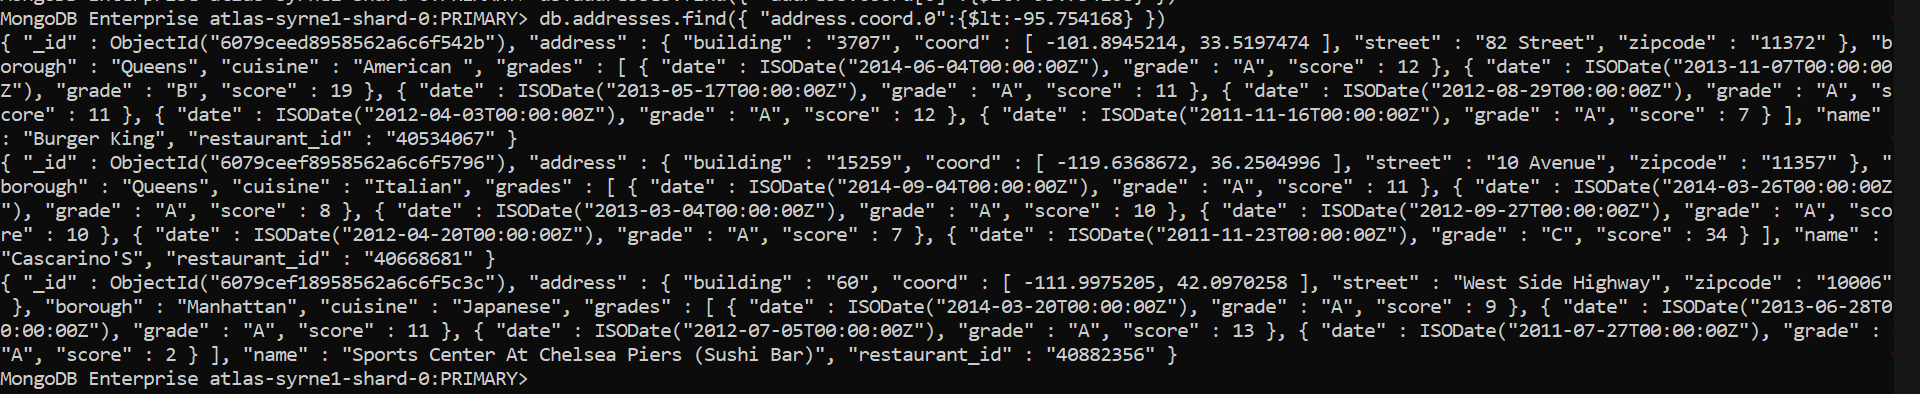 MongoDB Enterprise atlas-syrne1-shard-0:PRIMARY> db.addresses.find({ "address.coord.0":{$lt:-95.754168} })
{ "_id" : ObjectId("6079ceed8958562a6c6f542b"), "address" : { "building" : "3707", "coord" : [ -101.8945214, 33.5197474 ], "street" : "82 Street", "zipcode" : "11372" }, "b
orough" : "Queens", "cuisine" : "American ", "grades" : [ { "date" : ISODate("2014-06-04T00:00:00Z"), "grade" : "A", "score" : 12 }, { "date" : ISODate("2013-11-07T00:00:00
Z"), "grade" : "B", "score" : 19 }, { "date" : ISODate("2013-05-17T00:00:00Z"), "grade" : "A", "score" : 11 }, { "date" : ISODate("2012-08-29T00:00:00Z"), "grade" : "A", "s
core" : 11 }, { "date" : ISODate("2012-04-03T00:00:00Z"), "grade" : "A", "score" : 12 }, { "date" : ISODate("2011-11-16T00:00:00Z"), "grade" : "A", "score" : 7 } ], "name"
: "Burger King", "restaurant_id" : "40534067" }
{ "_id" : ObjectId("6079ceef8958562a6c6f5796"), "address" : { "building" : "15259", "coord" : [ -119.6368672, 36.2504996 ], "street" : "10 Avenue", "zipcode" : "11357" }, "
borough" : "Queens", "cuisine" : "Italian", "grades" : [ { "date" : ISODate("2014-09-04T00:00:00Z"), "grade" : "A", "score" : 11 }, { "date" : ISODate("2014-03-26T00:00:00Z
"), "grade" : "A", "score" : 8 }, { "date" : ISODate("2013-03-04T00:00:00Z"), "grade" : "A", "score" : 10 }, { "date" : ISODate("2012-09-27T00:00:00Z"), "grade" : "A", "sco
re" : 10 }, { "date" : ISODate("2012-04-20T00:00:00Z"), "grade" : "A", "score" : 7 }, { "date" : ISODate("2011-11-23T00:00:00Z"), "grade" : "C", "score" : 34 } ], "name" :
"Cascarino'S", "restaurant_id" : "40668681" }
{ "_id" : ObjectId("6079cef18958562a6c6f5c3c"), "address" : { "building" : "60", "coord" : [ -111.9975205, 42.0970258 ], "street" : "West Side Highway", "zipcode" : "10006"
 }, "borough" : "Manhattan", "cuisine" : "Japanese", "grades" : [ { "date" : ISODate("2014-03-20T00:00:00Z"), "grade" : "A", "score" : 9 }, { "date" : ISODate("2013-06-28T0
0:00:00Z"), "grade" : "A", "score" : 11 }, { "date" : ISODate("2012-07-05T00:00:00Z"), "grade" : "A", "score" : 13 }, { "date" : ISODate("2011-07-27T00:00:00Z"), "grade" :
"A", "score" : 2 } ], "name" : "Sports Center At Chelsea Piers (Sushi Bar)", "restaurant_id" : "40882356" }
MongoDB Enterprise atlas-syrne1-shard-0:PRIMARY>